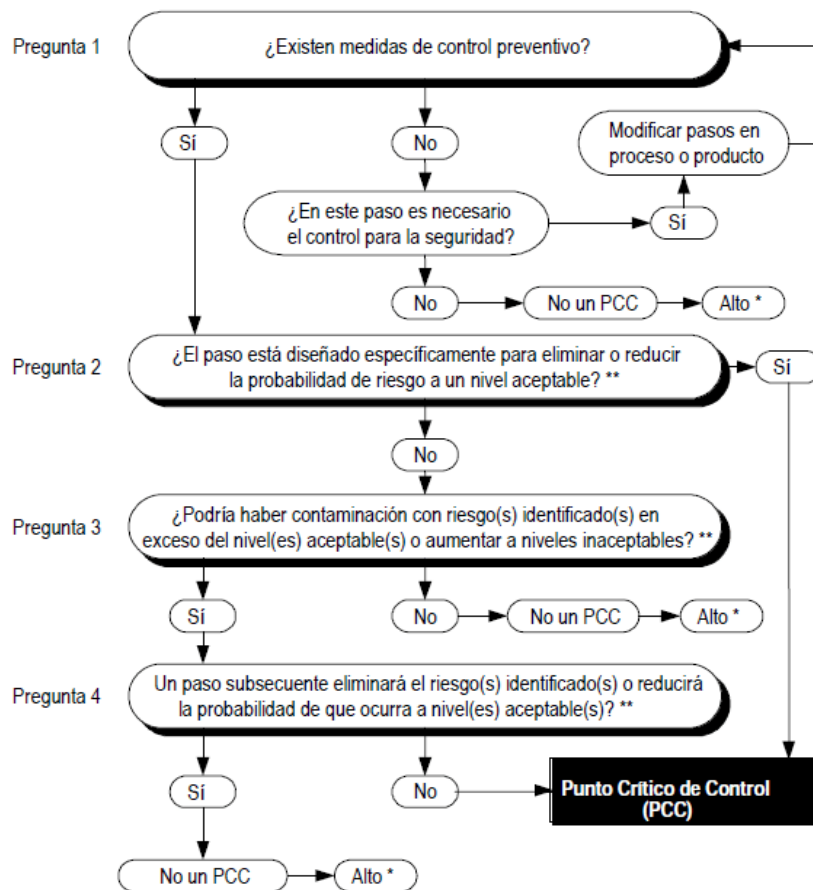 Pregunta 1
¿Existen medidas de control preventivo?
Sí
No
Modificar pasos en
proceso o producto
¿En este paso es necesario
el control para la seguridad?
Sí
No
No un PCC
Alto *
Pregunta 2
¿El paso está diseñado específicamente para eliminar o reducir
la probabilidad de riesgo a un nivel aceptable? **
Sí
No
Pregunta 3
¿Podría haber contaminación con riesgo(s) identificado(s) en
exceso del nivel(es) aceptable(s) o aumentar a niveles inaceptables? **
Sí
No
No un PCC
Alto *
Pregunta 4
Un paso subsecuente eliminará el riesgo(s) identificado(s) o reducirá
la probabilidad de que ocurra a nivel(es) aceptable(s)? **
Sí
No
Punto Crítico de Control
(PCC)
No un PCC
Alto *